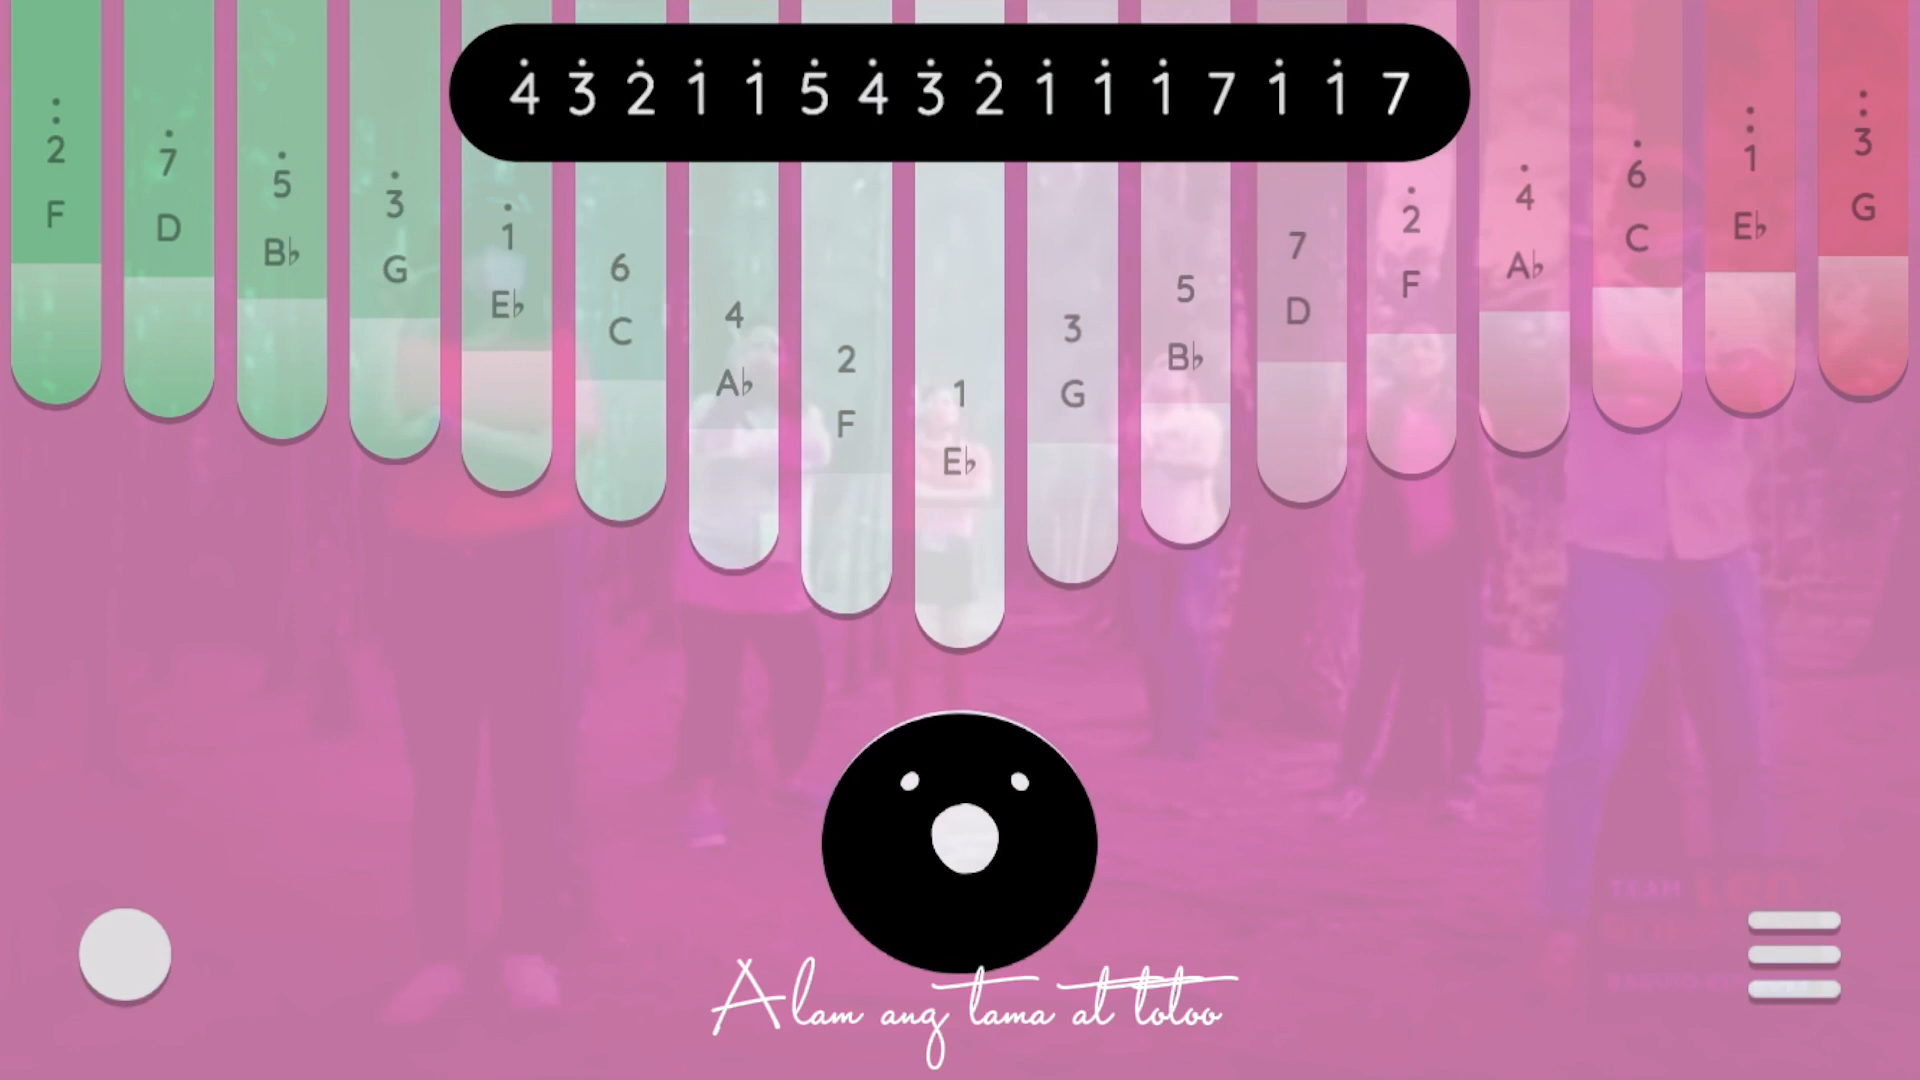 4̇ 3̇ 2̇ 1̇ 1̇ 5̇ 4̇ 3̇ 2̇ 1̇ 1̇ 1̇ 7 1̇ 1̇ 7
2̈ 7̇ 5̇ 3̇ 1̇ 6 4 2 1 3 5 7 2̇ 4̇ 6̇ 1̈ 3̈
F D B♭ G E♭ C A♭ F E♭ G B♭ D F A♭ C E♭ G
Alam ang tama at totoo
TEAM